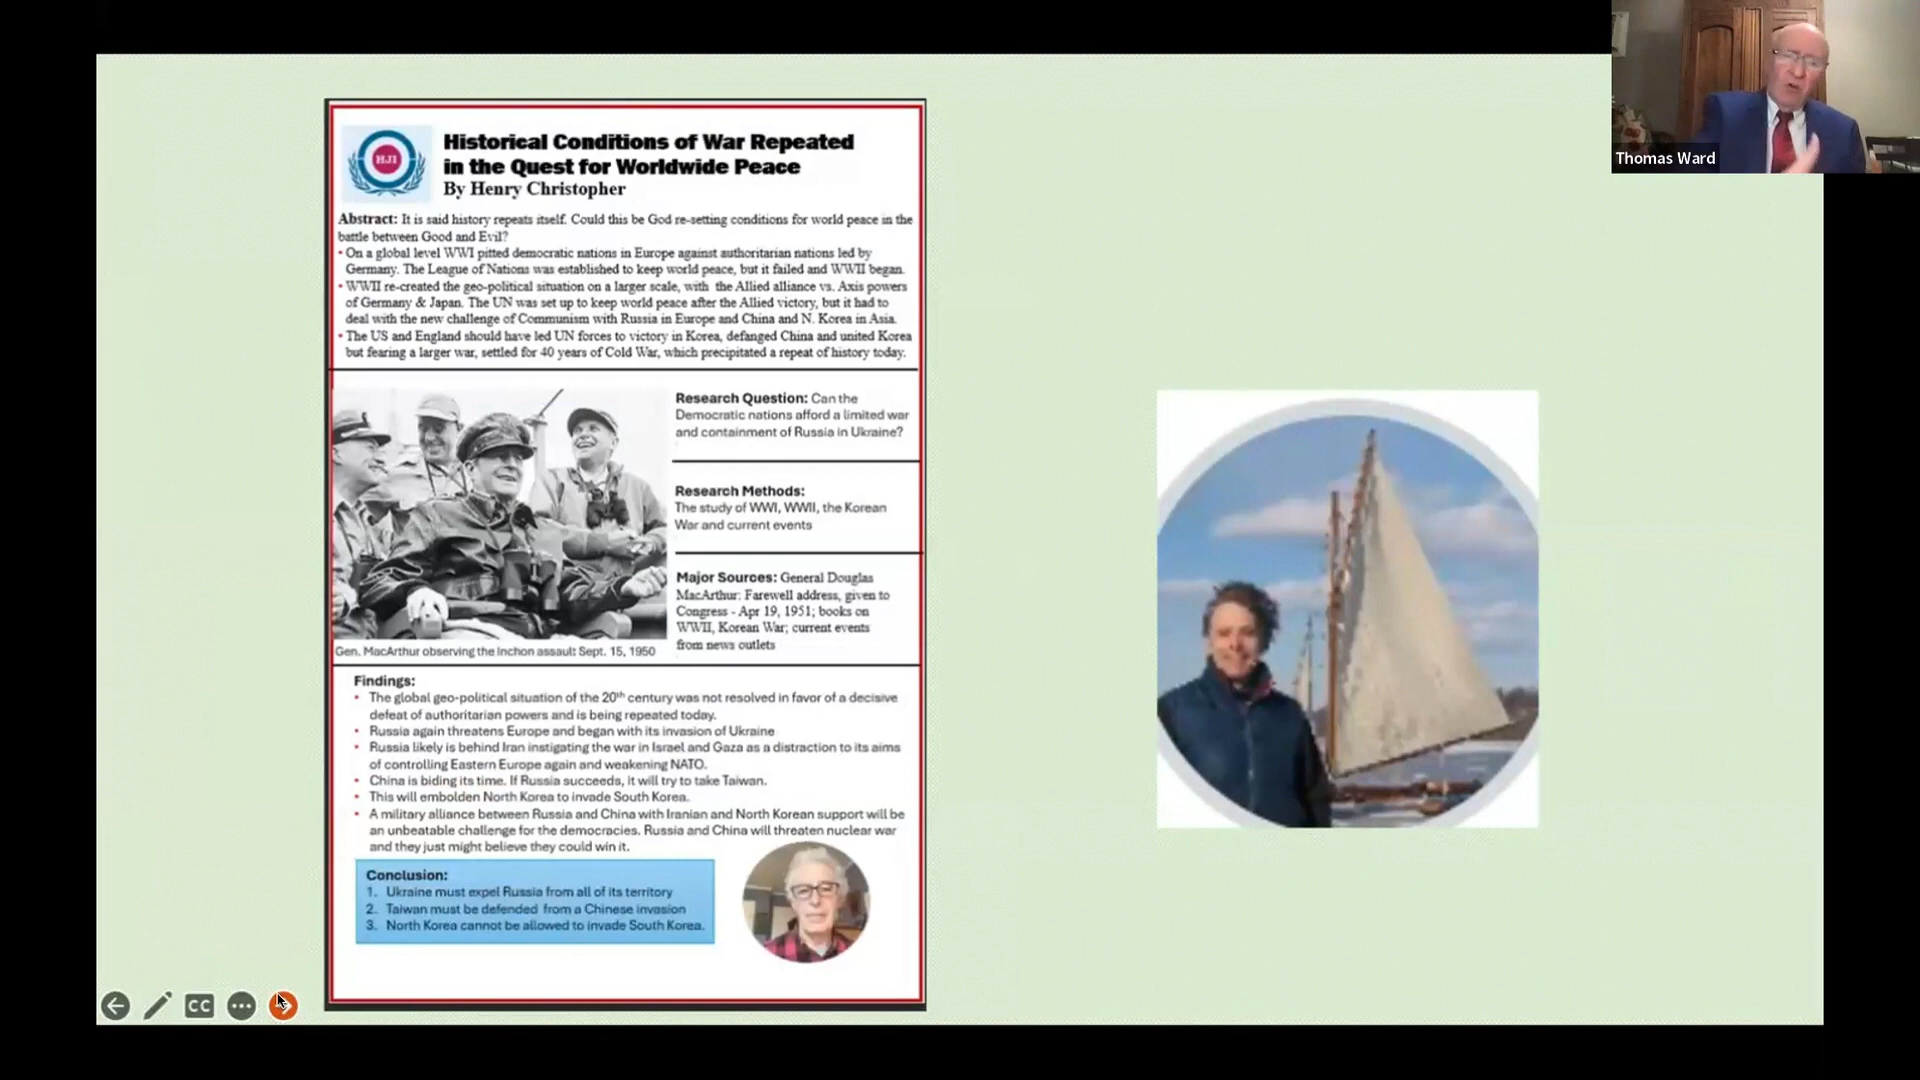 Thomas Ward
HJI
Historical Conditions of War Repeated
in the Quest for Worldwide Peace
By Henry Christopher
Abstract: It is said history repeats itself. Could this be God re-setting conditions for world peace in the
battle between Good and Evil?
• On a global level WWI pitted democratic nations in Europe against authoritarian nations led by
Germany. The League of Nations was established to keep world peace, but it failed and WWII began.
• WWII re-created the geo-political situation on a larger scale, with the Allied alliance vs. Axis powers
of Germany & Japan. The UN was set up to keep world peace after the Allied victory, but it had to
deal with the new challenge of Communism with Russia in Europe and China and N. Korea in Asia.
• The US and England should have led UN forces to victory in Korea, defanged China and united Korea
but fearing a larger war, settled for 40 years of Cold War, which precipitated a repeat of history today.
Research Question: Can the
Democratic nations afford a limited war
and containment of Russia in Ukraine?
Research Methods:
The study of WWI, WWII, the Korean
War and current events
Major Sources: General Douglas
MacArthur: Farewell address, given to
Congress - Apr 19, 1951; books on
WWII, Korean War; current events
from news outlets
Gen. MacArthur observing the Inchon assault Sept. 15, 1950
Findings:
• The global geo-political situation of the 20th century was not resolved in favor of a decisive
defeat of authoritarian powers and is being repeated today.
• Russia again threatens Europe and began with its invasion of Ukraine
• Russia likely is behind Iran instigating the war in Israel and Gaza as a distraction to its aims
of controlling Eastern Europe again and weakening NATO.
• China is biding its time. If Russia succeeds, it will try to take Taiwan.
• This will embolden North Korea to invade South Korea.
• A military alliance between Russia and China with Iranian and North Korean support will be
an unbeatable challenge for the democracies. Russia and China will threaten nuclear war
and they just might believe they could win it.
Conclusion:
1. Ukraine must expel Russia from all of its territory
2. Taiwan must be defended from a Chinese invasion
3. North Korea cannot be allowed to invade South Korea.
CC